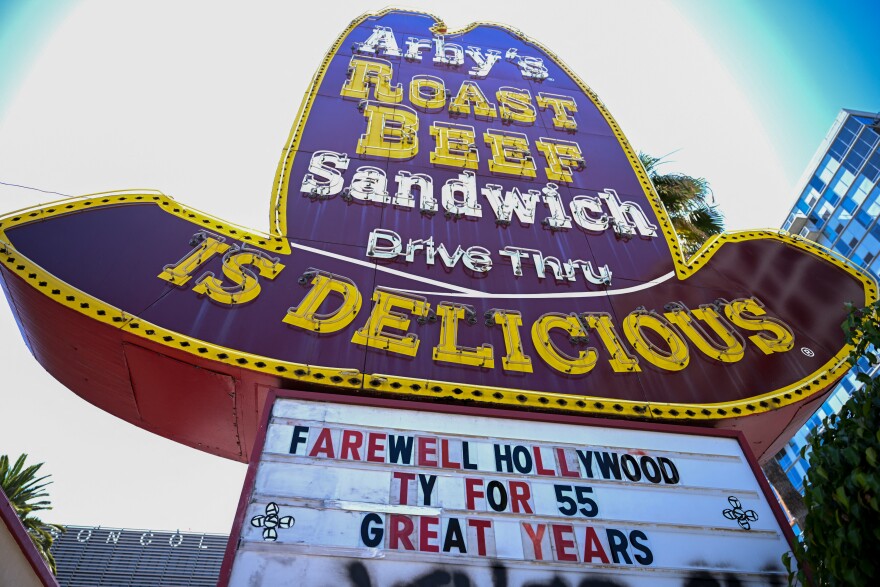 Arby's
ROAST
BEEF
Sandwich
Drive Thru
IS DELICIOUS ®
FAREWELL HOLLYWOOD
TY FOR 55
GREAT YEARS